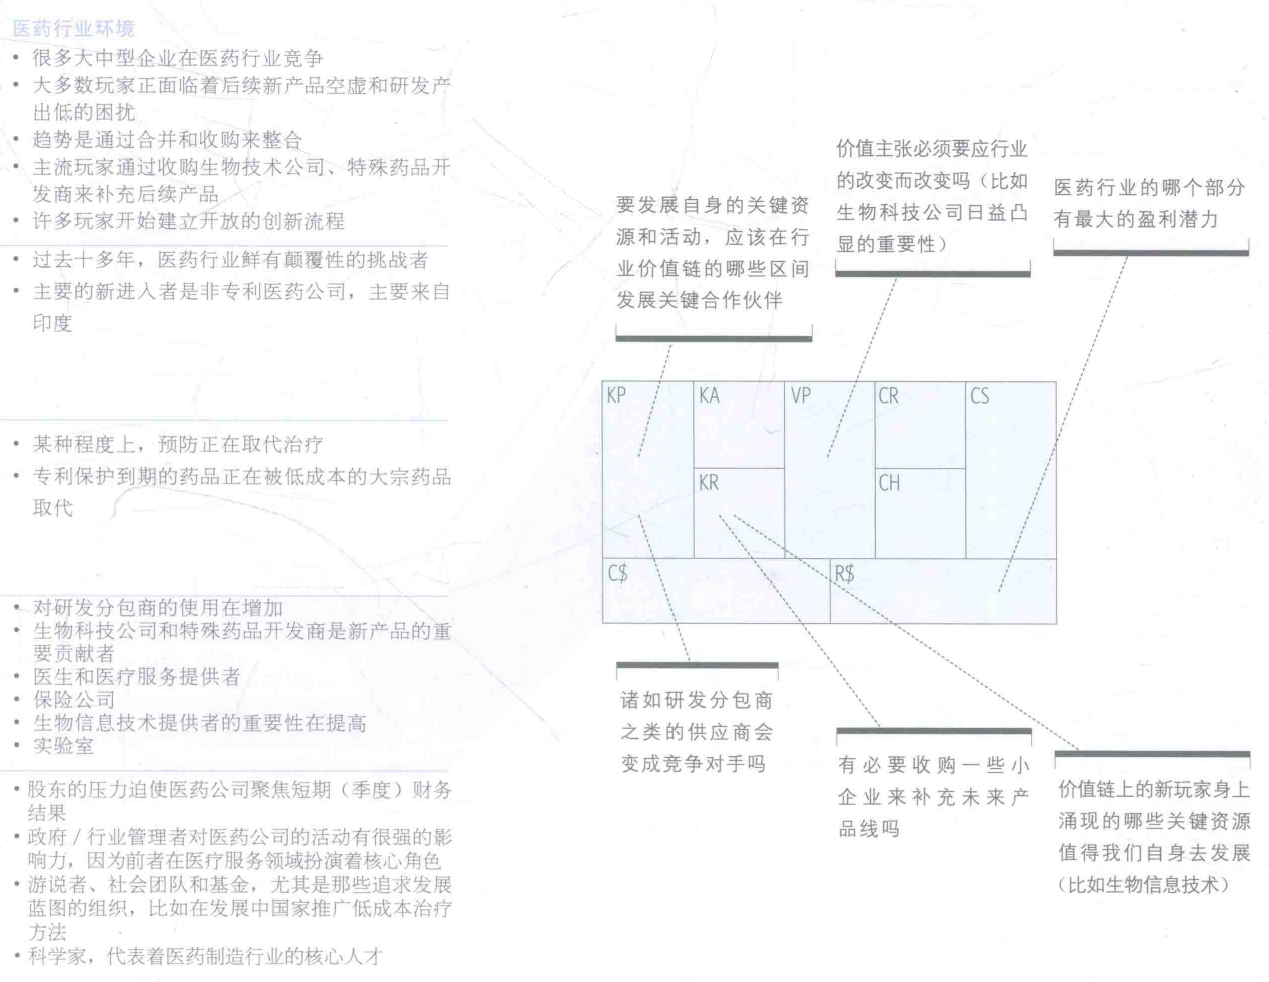 医药行业环境
• 很多大中型企业在医药行业竞争
• 大多数玩家正面临着后续新产品空虚和研发产
出低的困扰
• 趋势是通过合并和收购来整合
• 主流玩家通过收购生物技术公司、特殊药品开
发商来补充后续产品
• 许多玩家开始建立开放的创新流程
• 过去十多年，医药行业鲜有颠覆性的挑战者
• 主要的新进入者是非专利医药公司，主要来自
印度
• 某种程度上，预防正在取代治疗
• 专利保护到期的药品正在被低成本的大宗药品
取代
• 对研发分包商的使用在增加
• 生物科技公司和特殊药品开发商是新产品的重
要贡献者
• 医生和医疗服务提供者
• 保险公司
• 生物信息技术提供者的重要性在提高
• 实验室
• 股东的压力迫使医药公司聚焦短期（季度）财务
结果
• 政府/行业管理者对医药公司的活动有很强的影
响力，因为前者在医疗服务领域扮演着核心角色
• 游说者、社会团队和基金，尤其是那些追求发展
蓝图的组织，比如在发展中国家推广低成本治疗
方法
• 科学家，代表着医药制造行业的核心人才
要发展自身的关键资
源和活动，应该在行
业价值链的哪些区间
发展关键合作伙伴
价值主张必须要应行业
的改变而改变吗（比如
生物科技公司日益凸
显的重要性）
医药行业的哪个部分
有最大的盈利潜力
KP
KA
VP
CR
CS
KR
CH
C$
R$
诸如研发分包商
之类的供应商会
变成竞争对手吗
有必要收购一些小
企业来补充未来产
品线吗
价值链上的新玩家身上
涌现的哪些关键资源
值得我们自身去发展
（比如生物信息技术）